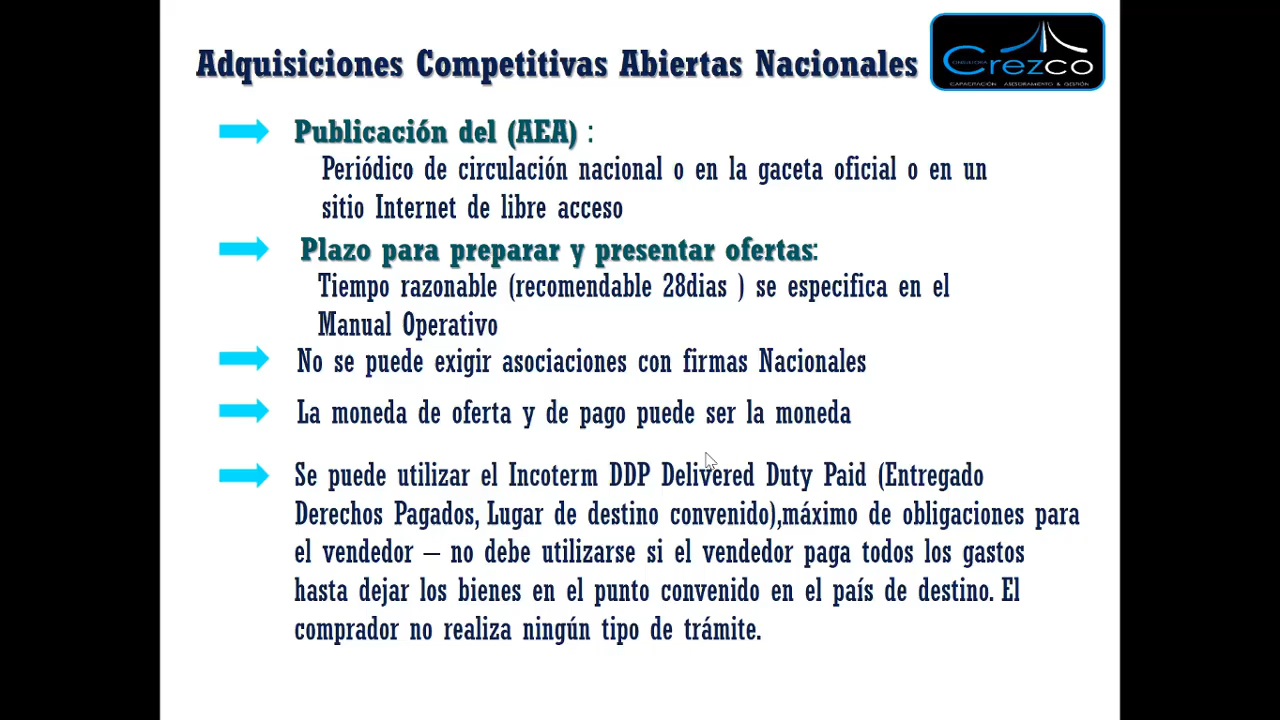 Adquisiciones Competitivas Abiertas Nacionales
CONSULTORA
Crezco
CAPACITACIÓN ASESORAMIENTO & GESTIÓN
Publicación del (AEA) :
Periódico de circulación nacional o en la gaceta oficial o en un
sitio Internet de libre acceso
Plazo para preparar y presentar ofertas:
Tiempo razonable (recomendable 28dias ) se especifica en el
Manual Operativo
No se puede exigir asociaciones con firmas Nacionales
La moneda de oferta y de pago puede ser la moneda
Se puede utilizar el Incoterm DDP Delivered Duty Paid (Entregado
Derechos Pagados, Lugar de destino convenido),máximo de obligaciones para
el vendedor – no debe utilizarse si el vendedor paga todos los gastos
hasta dejar los bienes en el punto convenido en el país de destino. El
comprador no realiza ningún tipo de trámite.